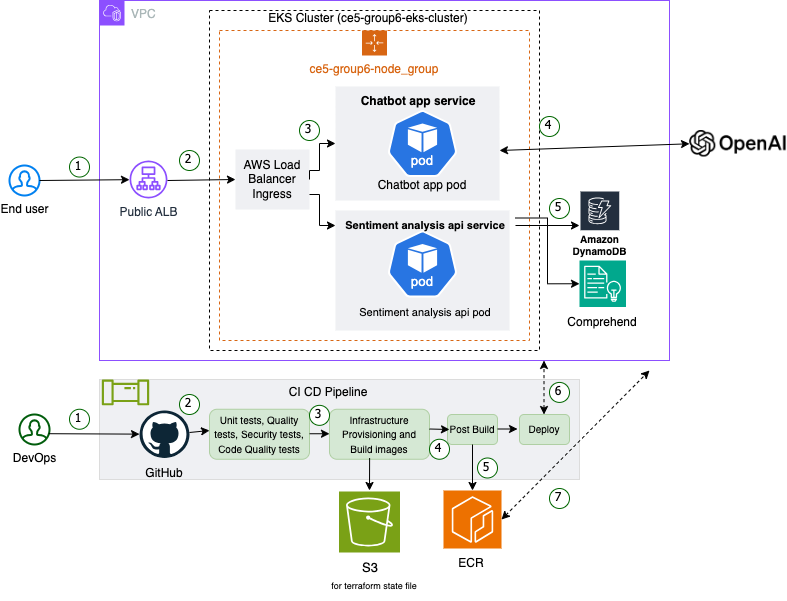 VPC
EKS Cluster (ce5-group6-eks-cluster)
ce5-group6-node_group
Chatbot app service
pod
Chatbot app pod
3
4
OpenAI
1
2
AWS Load
Balancer
Ingress
End user
Public ALB
5
Sentiment analysis api service
pod
Sentiment analysis api pod
Amazon
DynamoDB
Comprehend
CI CD Pipeline
6
1
2
3
4
5
7
DevOps
GitHub
Unit tests, Quality
tests, Security tests,
Code Quality tests
Infrastructure
Provisioning and
Build images
Post Build
Deploy
S3
for terraform state file
ECR